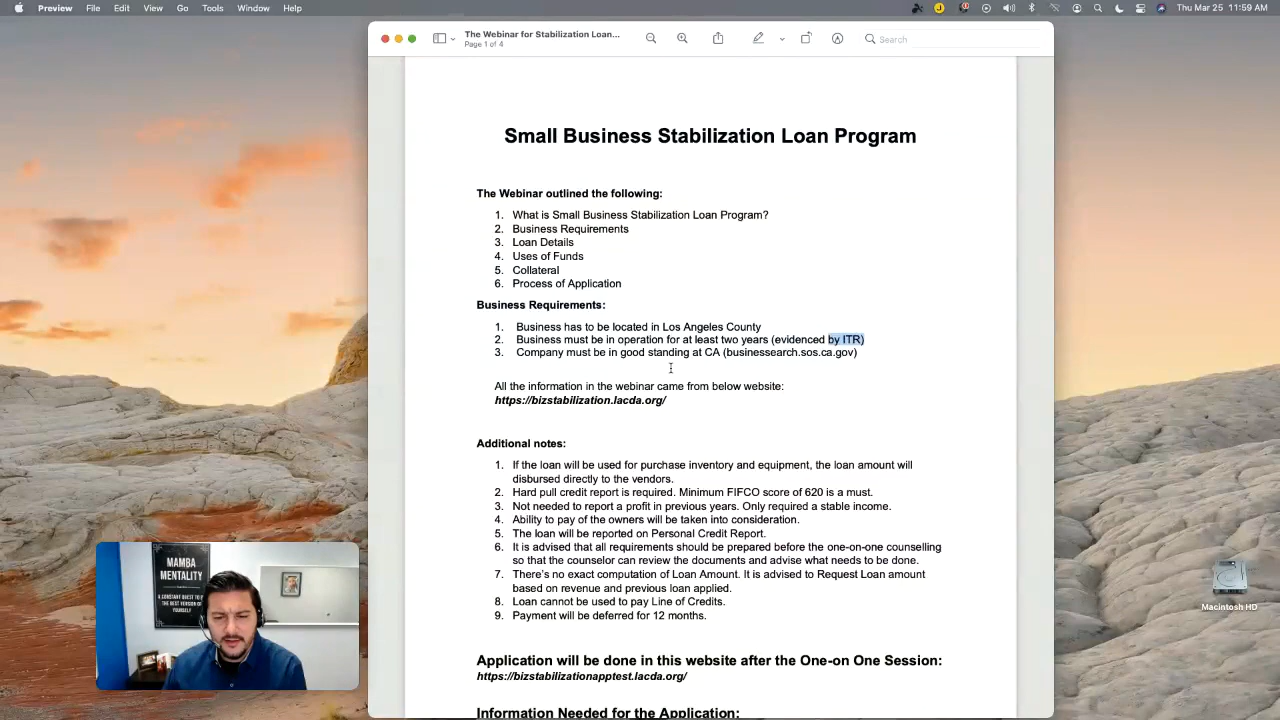 Preview File Edit View Go Tools Window Help
Thu Mar 25 11:59 AM
The Webinar for Stabilization Loan...
Page 1 of 4
Search
Small Business Stabilization Loan Program
The Webinar outlined the following:
1. What is Small Business Stabilization Loan Program?
2. Business Requirements
3. Loan Details
4. Uses of Funds
5. Collateral
6. Process of Application
Business Requirements:
1. Business has to be located in Los Angeles County
2. Business must be in operation for at least two years (evidenced by ITR)
3. Company must be in good standing at CA (businessearch.sos.ca.gov)
All the information in the webinar came from below website:
https://bizstabilization.lacda.org/
Additional notes:
1. If the loan will be used for purchase inventory and equipment, the loan amount will
disbursed directly to the vendors.
2. Hard pull credit report is required. Minimum FIFCO score of 620 is a must.
3. Not needed to report a profit in previous years. Only required a stable income.
4. Ability to pay of the owners will be taken into consideration.
5. The loan will be reported on Personal Credit Report.
6. It is advised that all requirements should be prepared before the one-on-one counselling
so that the counselor can review the documents and advise what needs to be done.
7. There's no exact computation of Loan Amount. It is advised to Request Loan amount
based on revenue and previous loan applied.
8. Loan cannot be used to pay Line of Credits.
9. Payment will be deferred for 12 months.
Application will be done in this website after the One-on One Session:
https://bizstabilizationapptest.lacda.org/
Information Needed for the Application:
MAMBA
MENTALITY
A CONSTANT QUEST TO BE
THE BEST VERSION OF
YOURSELF
Macintosh HD